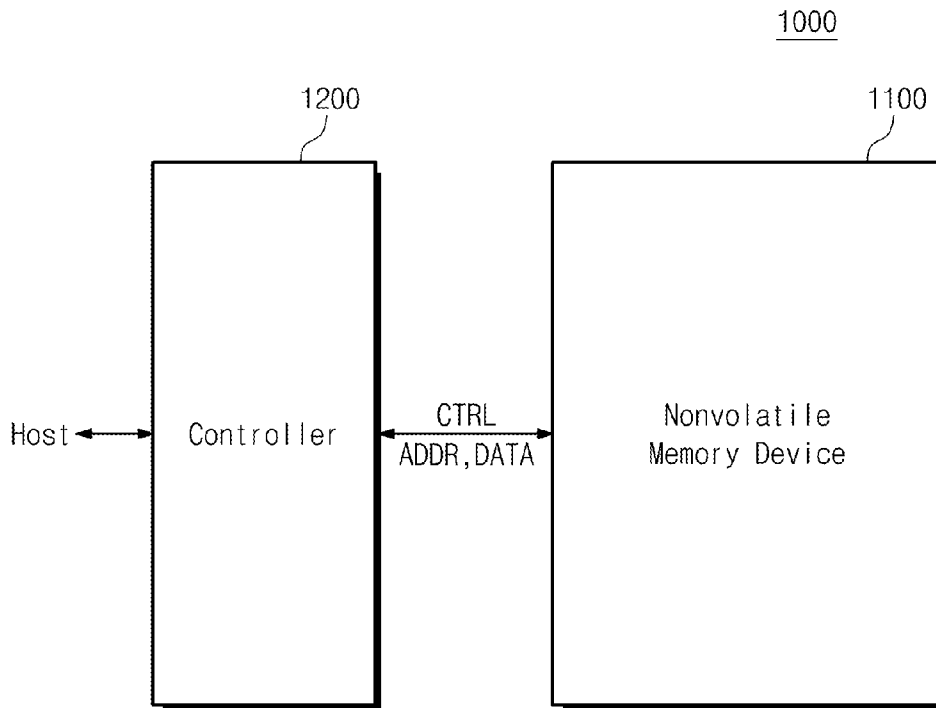 1000
1200
1100
Host
Controller
CTRL
ADDR,DATA
Nonvolatile
Memory Device